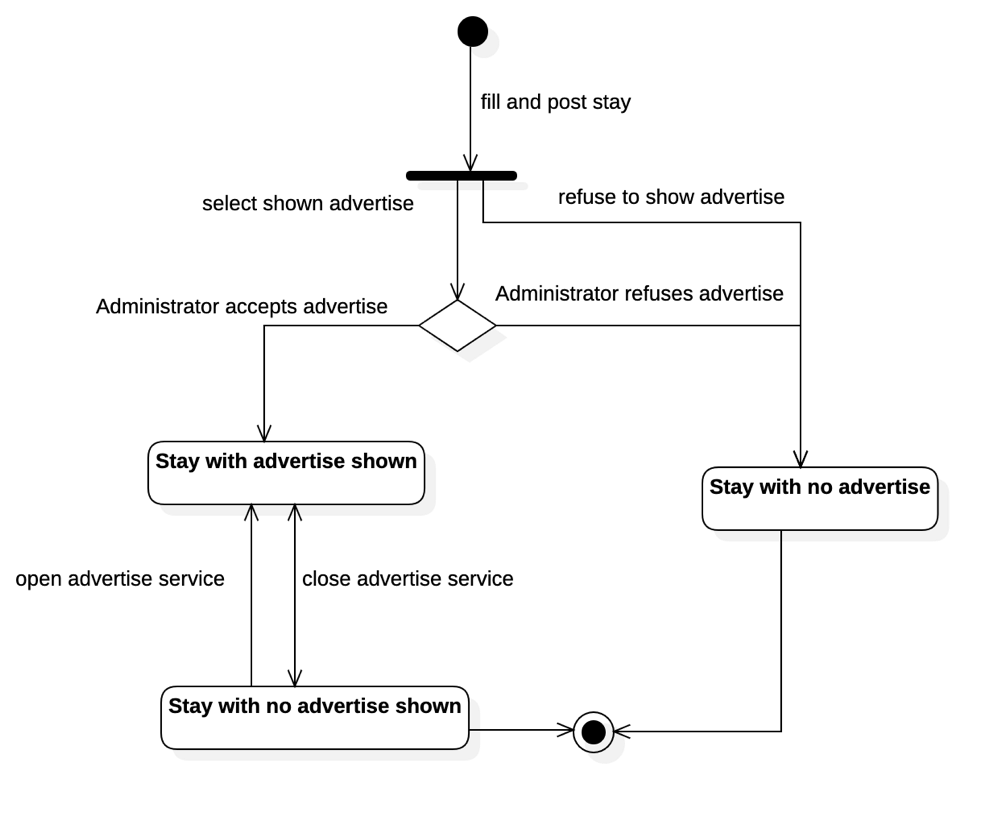 fill and post stay
select shown advertise
refuse to show advertise
Administrator accepts advertise
Administrator refuses advertise
Stay with advertise shown
Stay with no advertise
open advertise service
close advertise service
Stay with no advertise shown